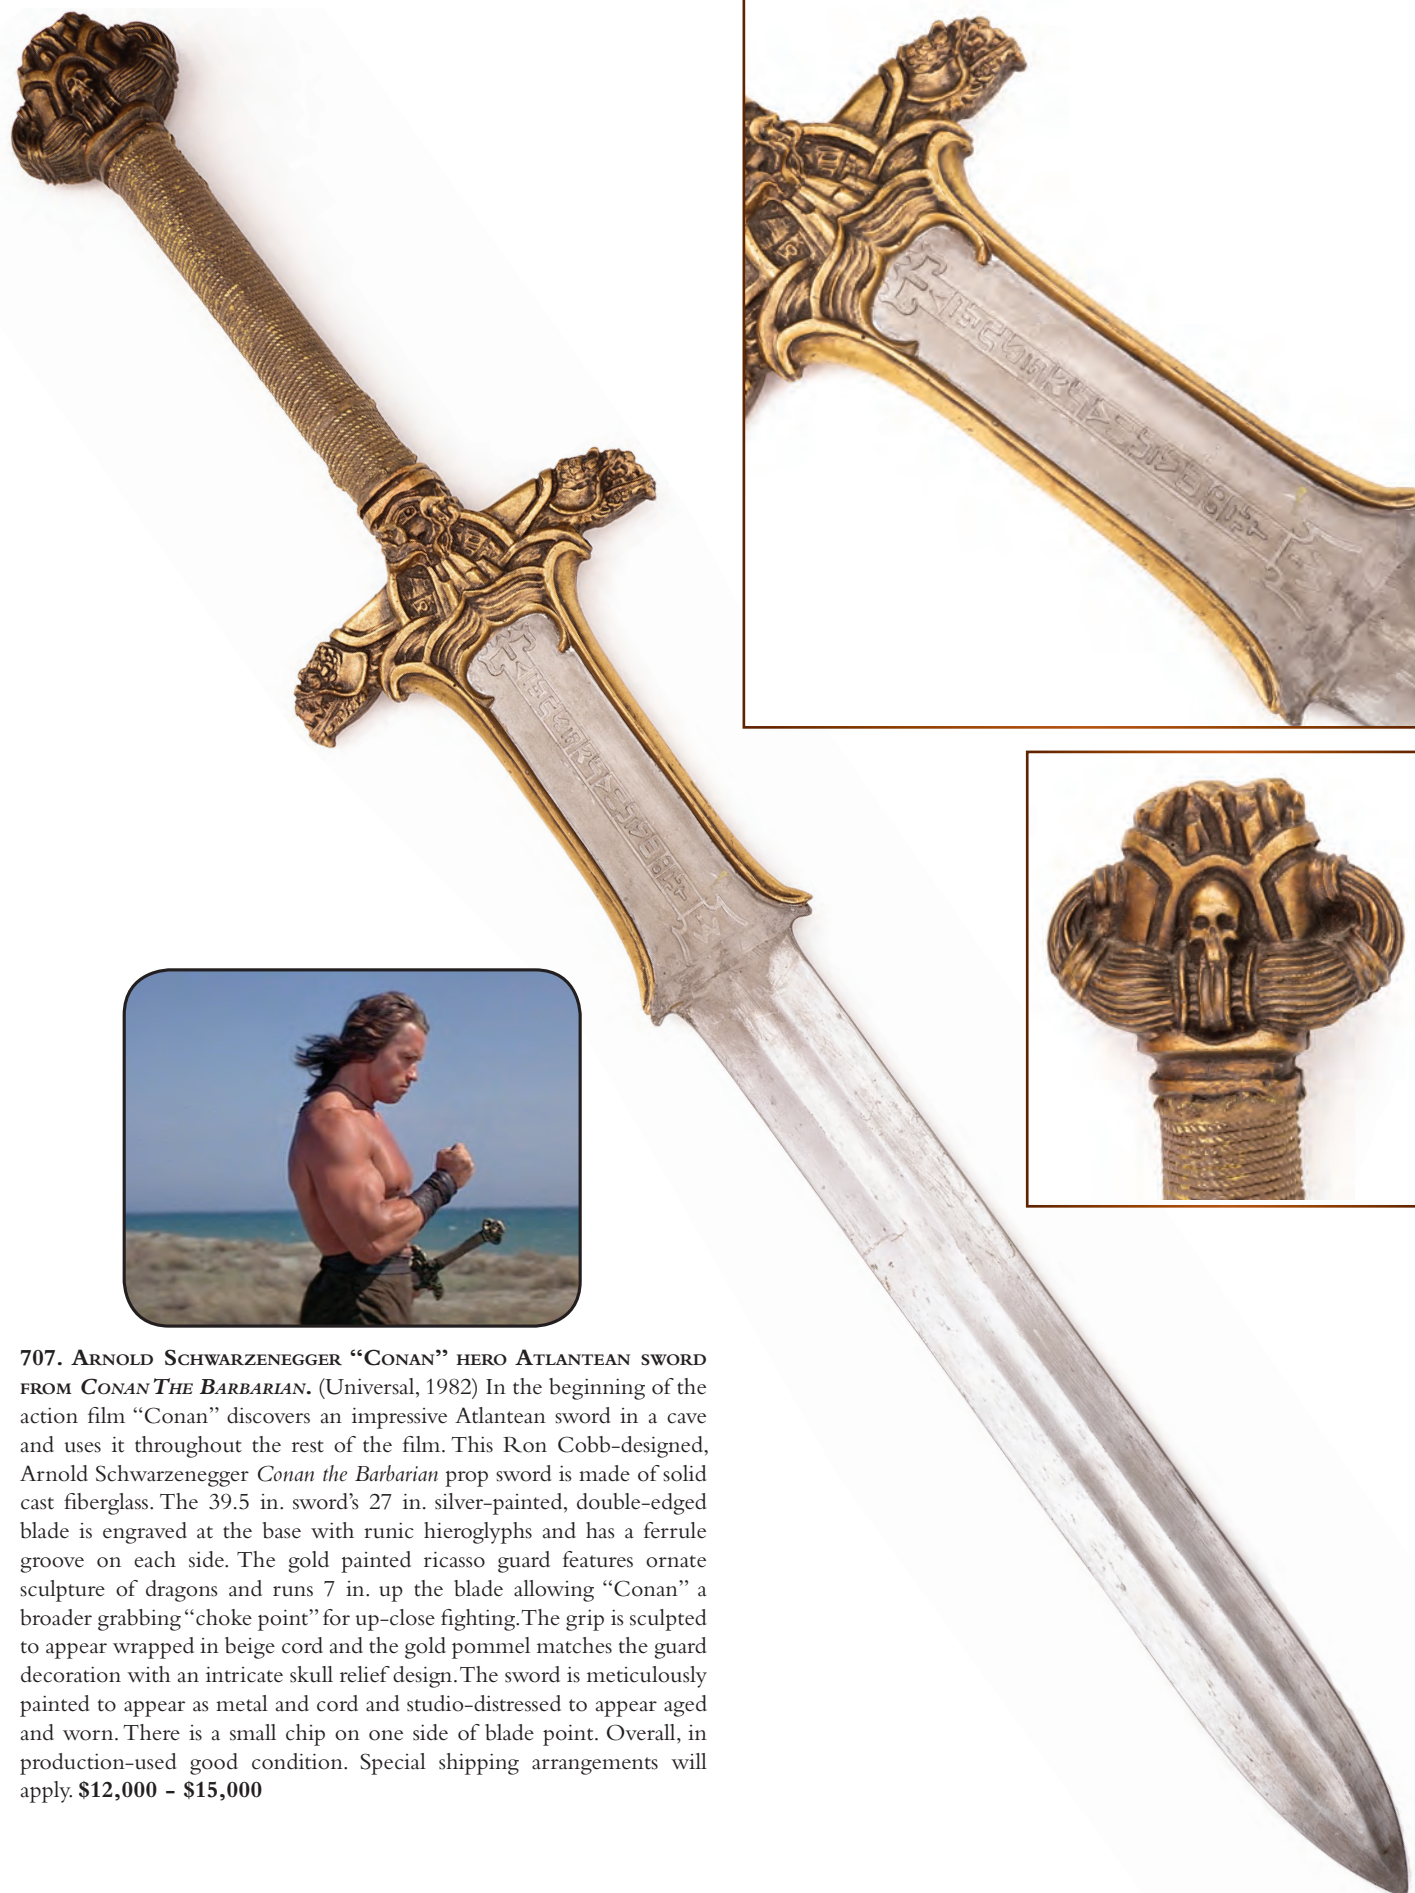 707. Arnold Schwarzenegger “Conan” hero Atlantean sword
from Conan The Barbarian. (Universal, 1982) In the beginning of the
action film “Conan” discovers an impressive Atlantean sword in a cave
and uses it throughout the rest of the film. This Ron Cobb-designed,
Arnold Schwarzenegger Conan the Barbarian prop sword is made of solid
cast fiberglass. The 39.5 in. sword’s 27 in. silver-painted, double-edged
blade is engraved at the base with runic hieroglyphs and has a ferrule
groove on each side. The gold painted ricasso guard features ornate
sculpture of dragons and runs 7 in. up the blade allowing “Conan” a
broader grabbing “choke point” for up-close fighting. The grip is sculpted
to appear wrapped in beige cord and the gold pommel matches the guard
decoration with an intricate skull relief design. The sword is meticulously
painted to appear as metal and cord and studio-distressed to appear aged
and worn. There is a small chip on one side of blade point. Overall, in
production-used good condition. Special shipping arrangements will
apply. $12,000 - $15,000